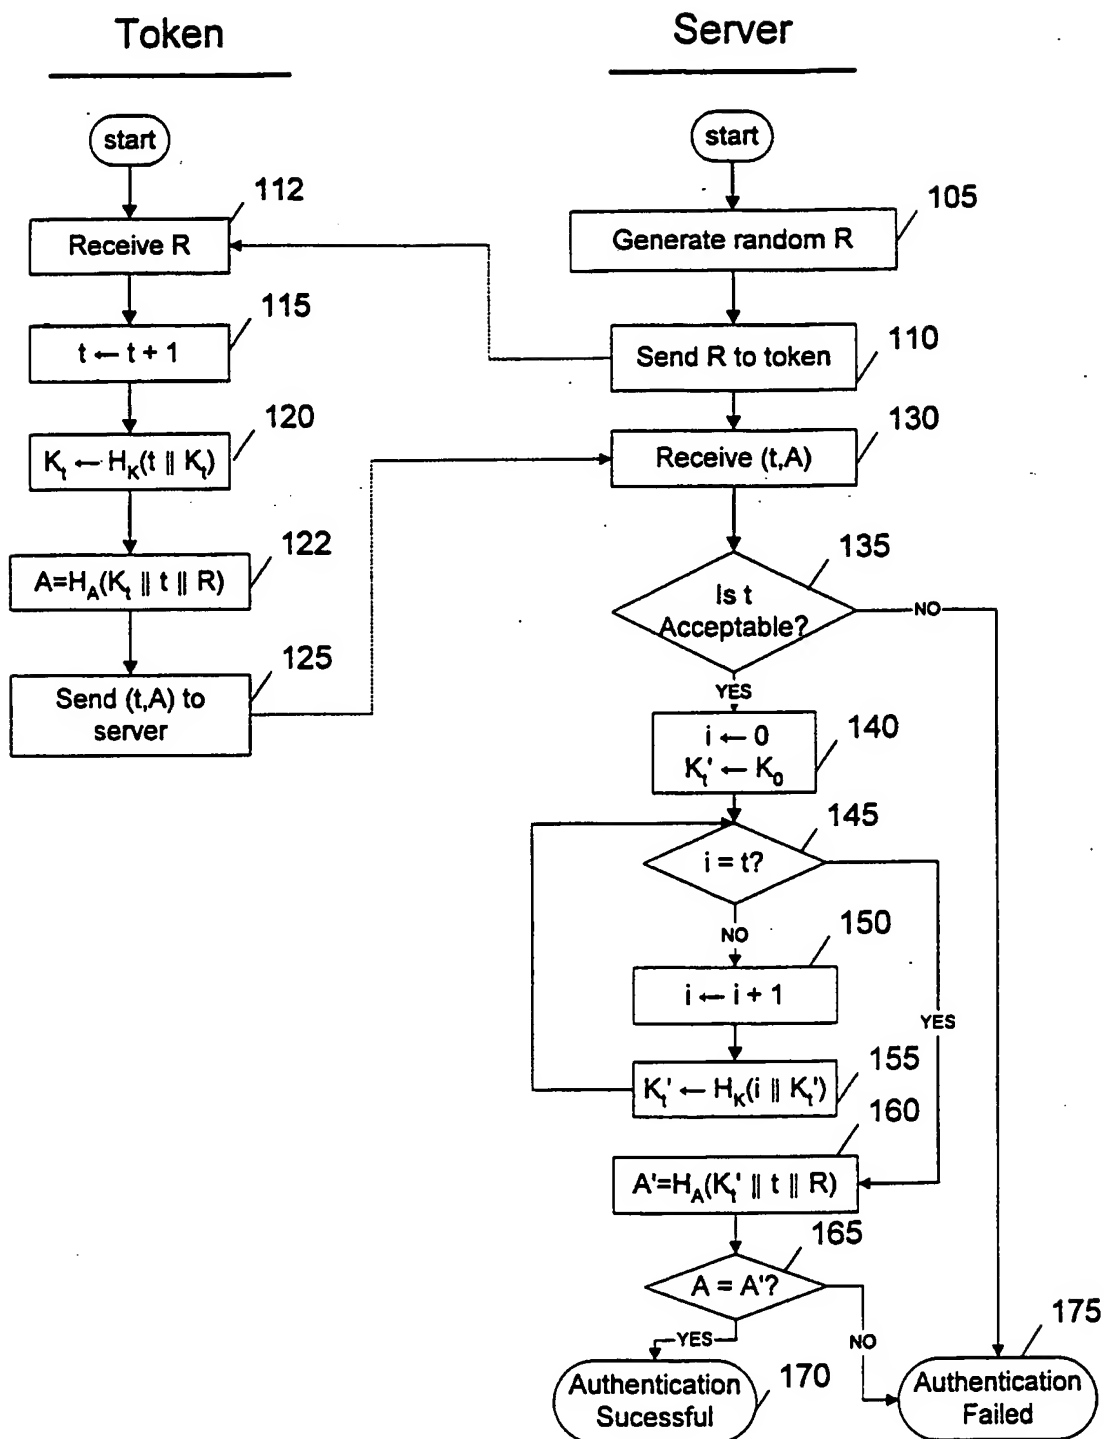 Token
Server
start
start
112
105
Receive R
Generate random R
115
110
t ← t + 1
Send R to token
120
130
K_t ← H_K(t || K_t)
Receive (t,A)
122
135
A=H_A(K_t || t || R)
Is t
Acceptable?
NO
125
Send (t,A) to
server
YES
i ← 0
K_t' ← K_0
140
145
i = t?
NO
150
i ← i + 1
YES
155
K_t' ← H_K(i || K_t')
160
A'=H_A(K_t' || t || R)
165
A = A'?
YES
NO
175
Authentication
Sucessful
170
Authentication
Failed